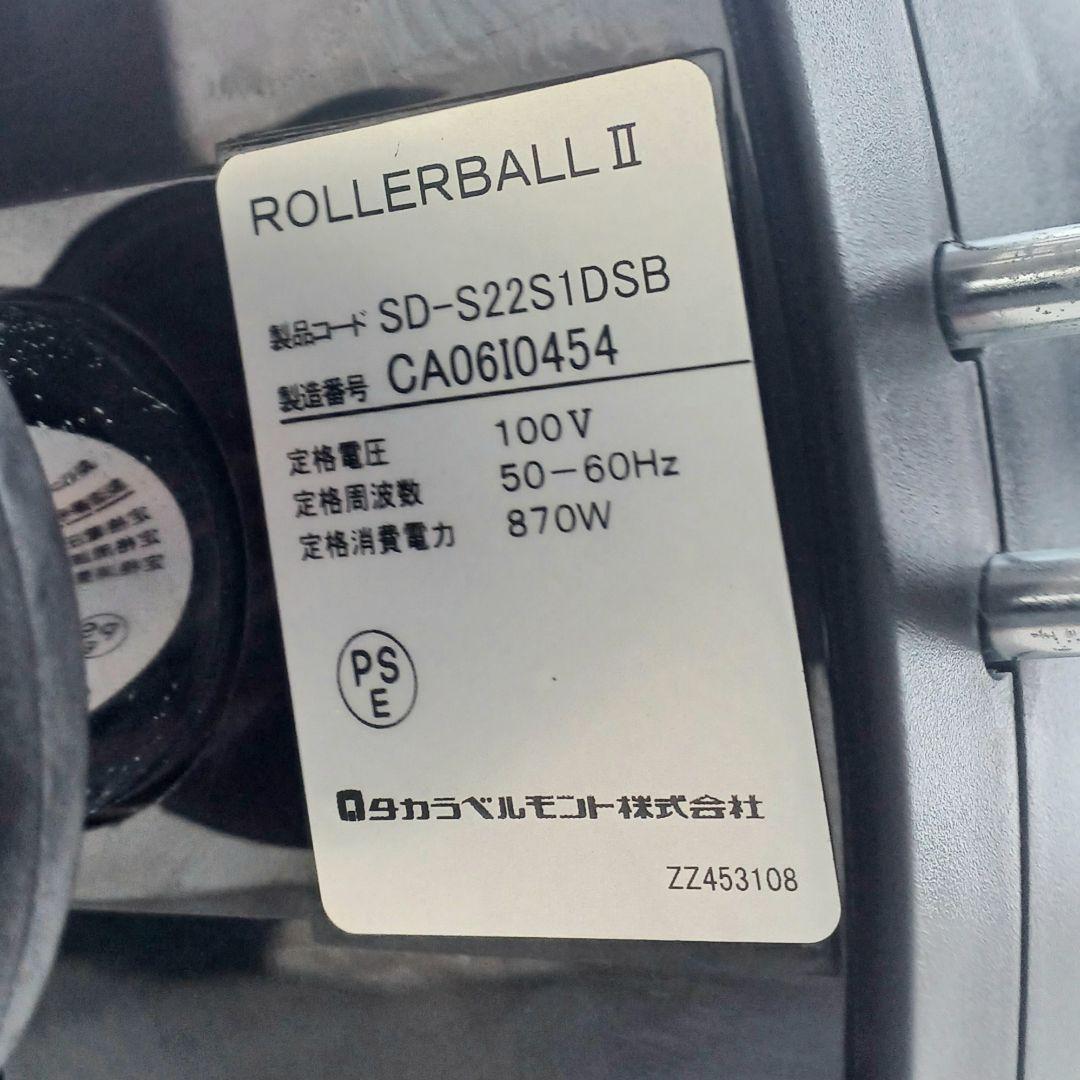 ROLLERBALL II
製品コード SD-S22S1DSB
製造番号 CA06I0454
定格電圧 100V
定格周波数 50-60Hz
定格消費電力 870W
PS
E
タカラベルモント株式会社
ZZ453108